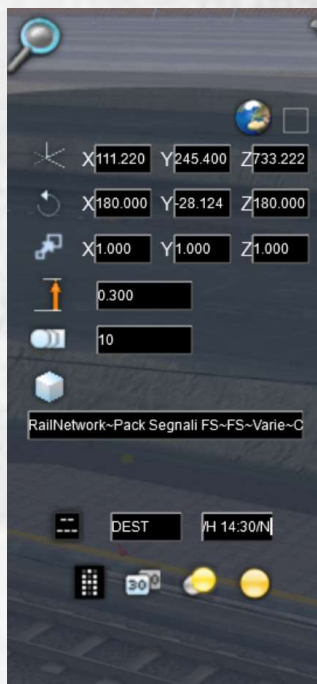 X 111.220 Y 245.400 Z 733.222
X 180.000 Y -28.124 Z 180.000
X 1.000 Y 1.000 Z 1.000
0.300
10
RailNetwork~Pack Segnali FS~FS~Varie~C
DEST /H 14:30/N
30